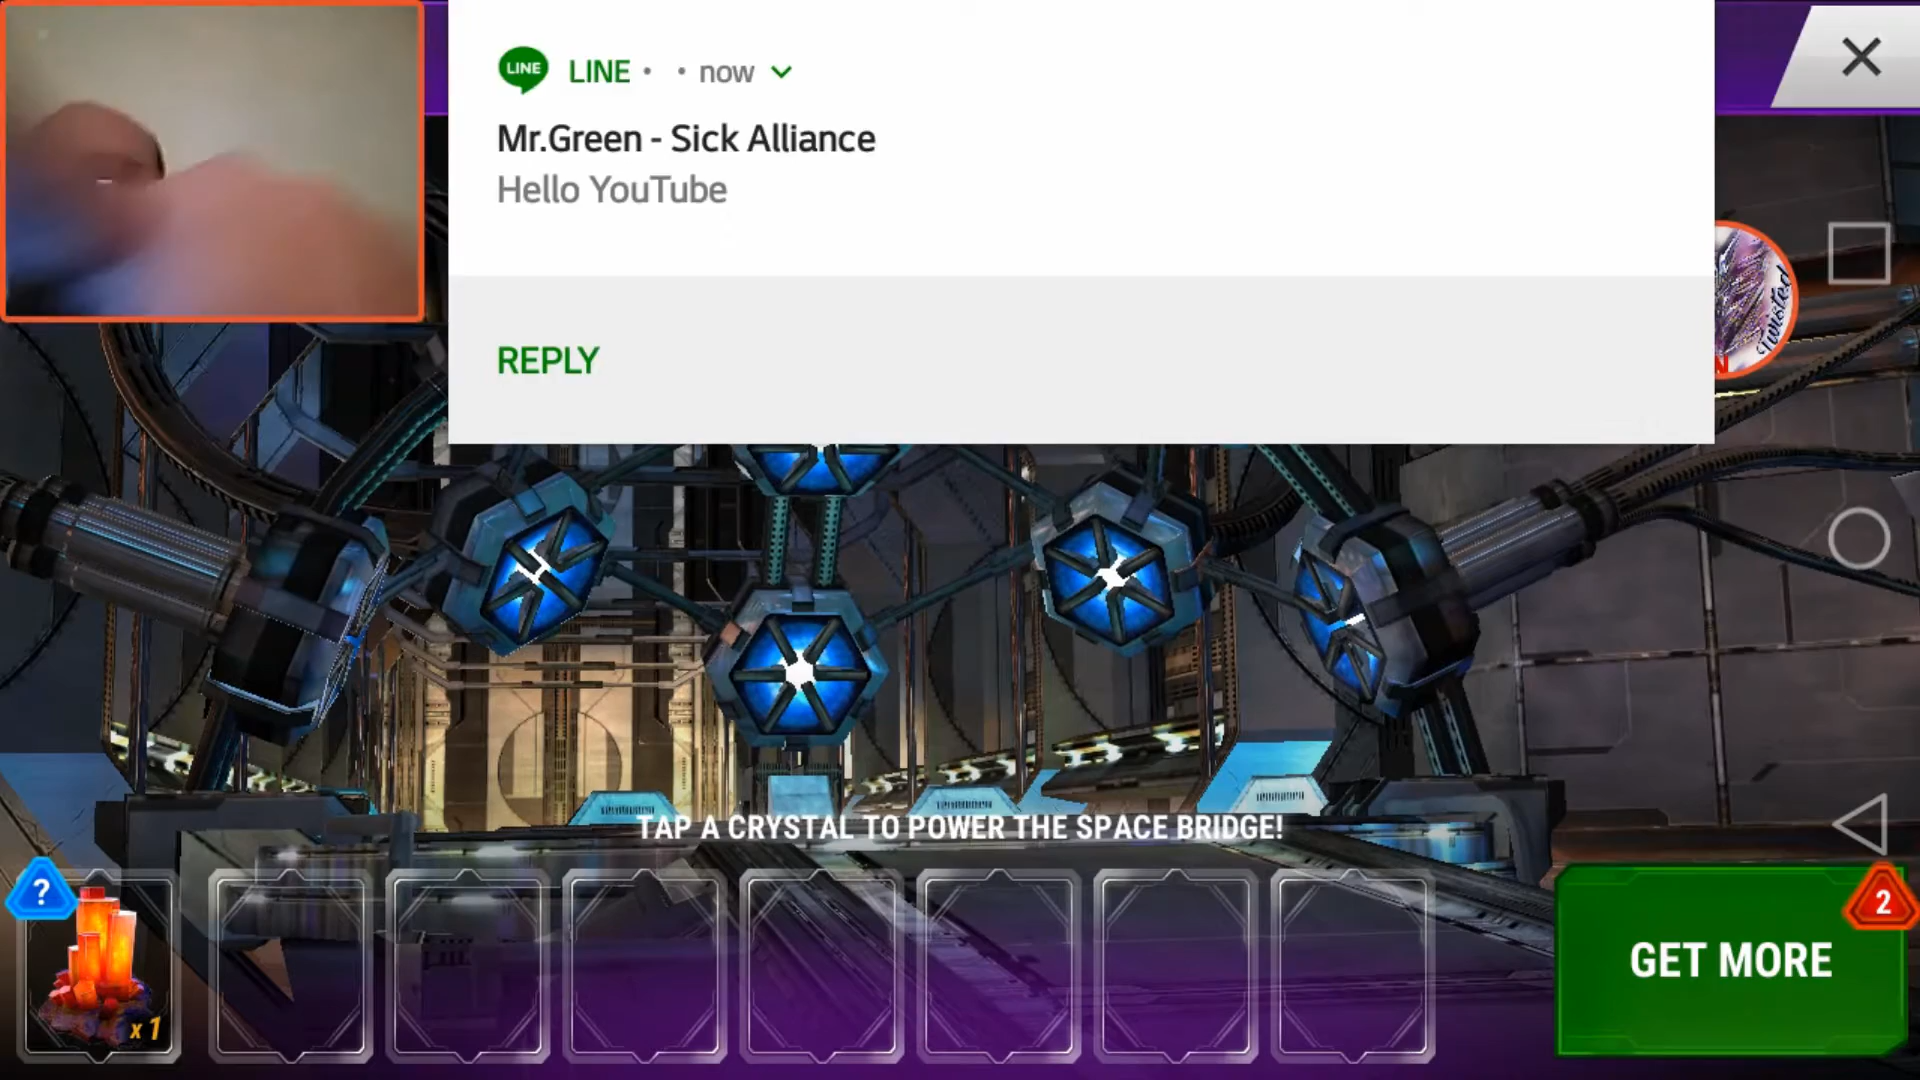 LINE
LINE • • now
Mr.Green - Sick Alliance
Hello YouTube
REPLY
Twisted
N
TAP A CRYSTAL TO POWER THE SPACE BRIDGE!
?
x 1
2
GET MORE